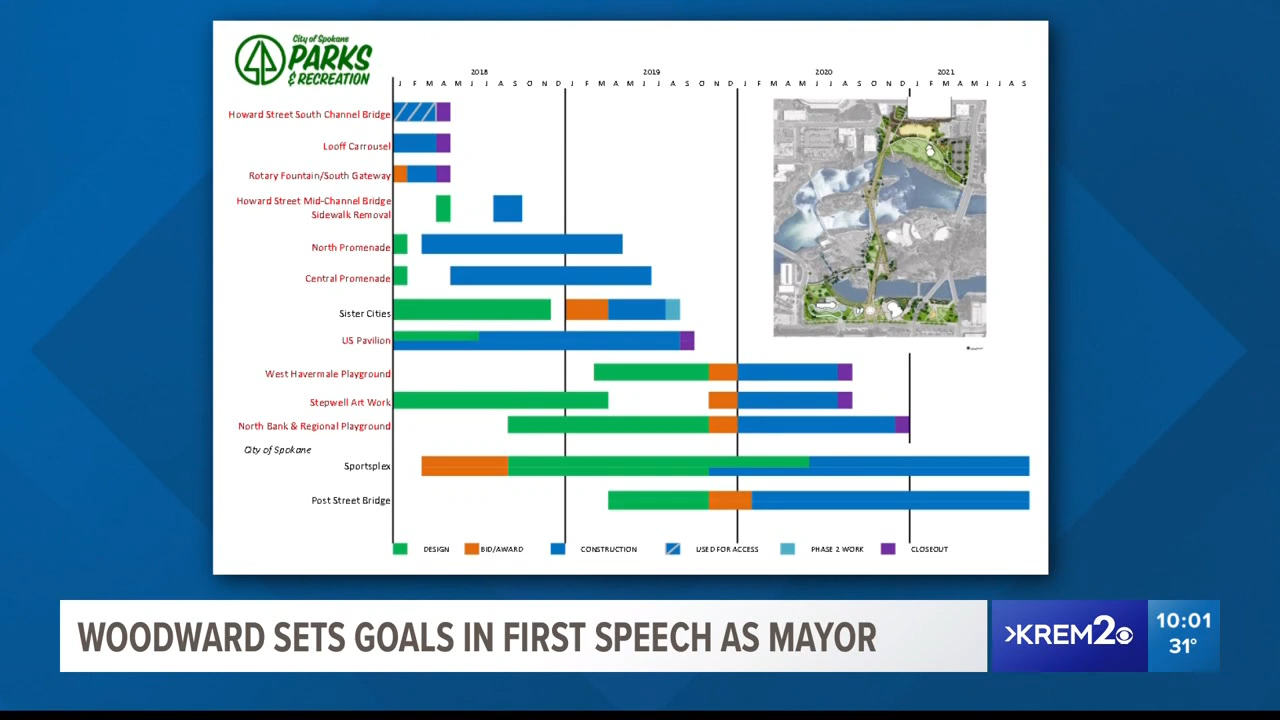 City of Spokane
PARKS
& RECREATION
2018 2019 2020 2021
J F M A M J J A S O N D J F M A M J J A S O N D J F M A M J J A S O N D J F M A M J J A S
Howard Street South Channel Bridge
Looff Carrousel
Rotary Fountain/South Gateway
Howard Street Mid-Channel Bridge
Sidewalk Removal
North Promenade
Central Promenade
Sister Cities
US Pavilion
West Havermale Playground
Stepwell Art Work
North Bank & Regional Playground
City of Spokane
Sportsplex
Post Street Bridge
DESIGN BID/AWARD CONSTRUCTION USED FOR ACCESS PHASE 2 WORK CLOSEOUT
WOODWARD SETS GOALS IN FIRST SPEECH AS MAYOR
KREM2
10:01
31°